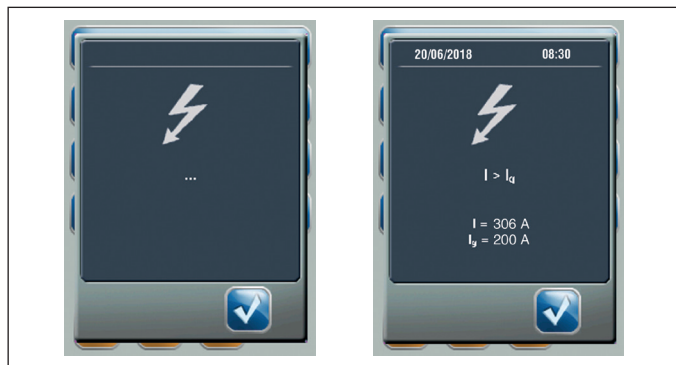 ...
20/06/2018 08:30
I > Ig
I = 306 A
Ig = 200 A